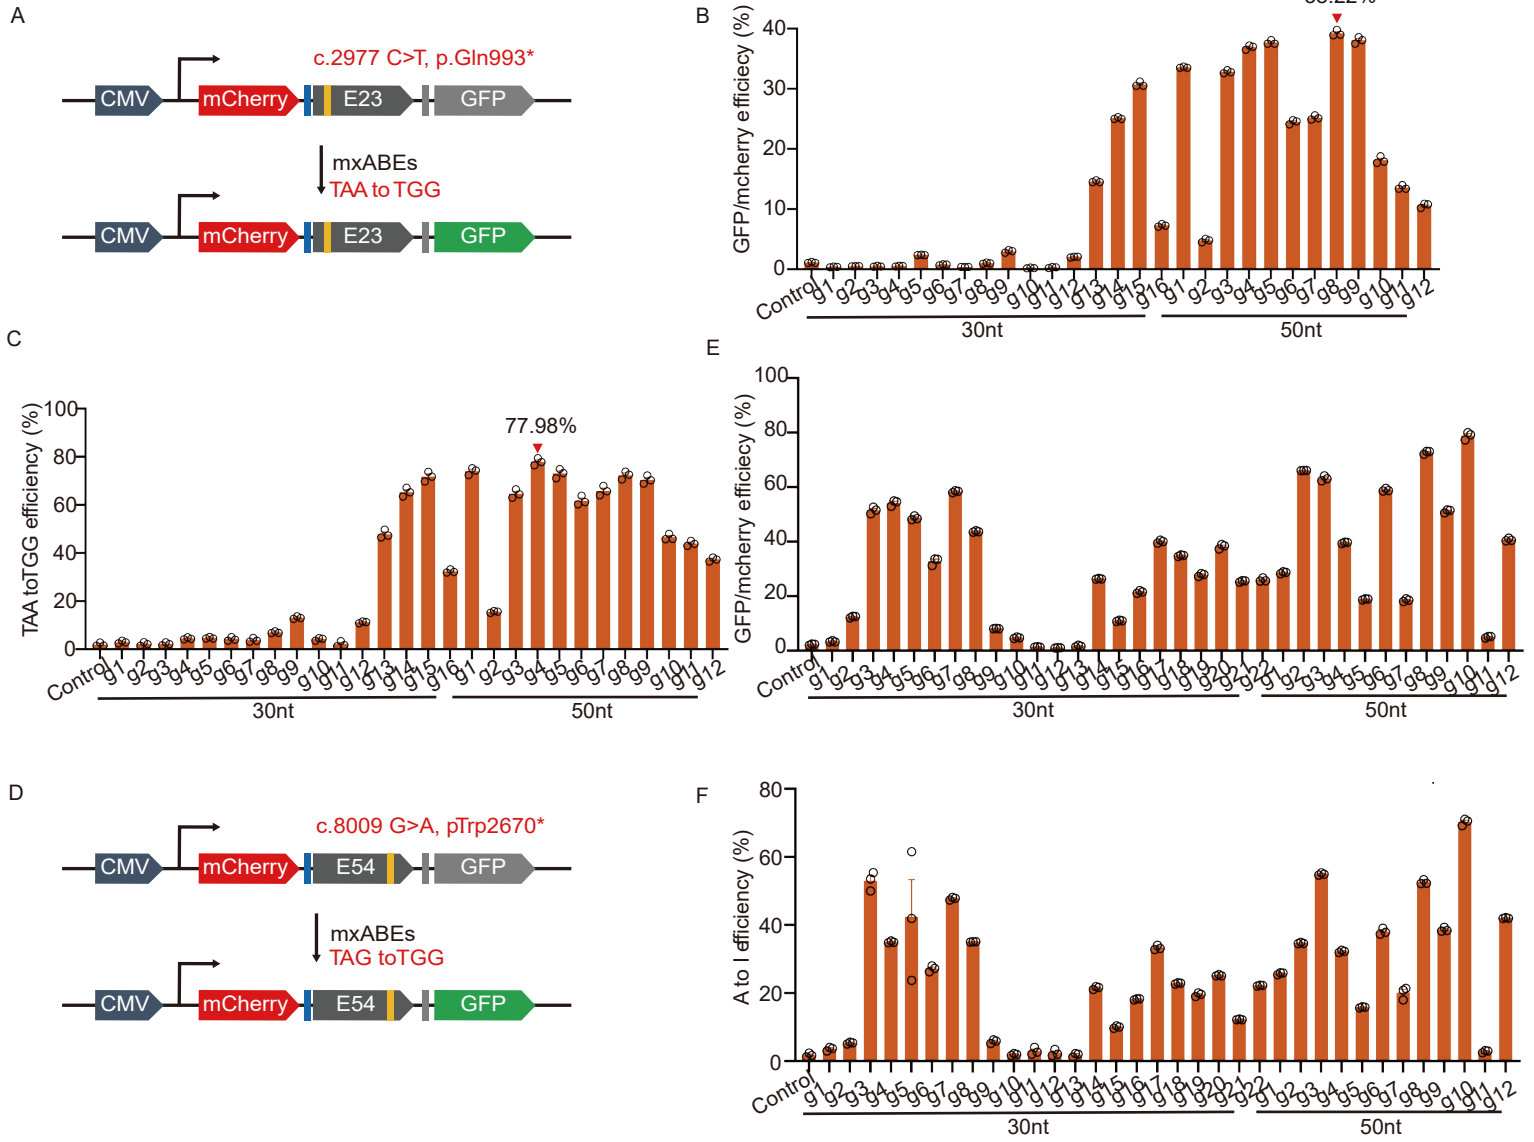 A
c.2977 C>T, p.Gln993*
CMV
mCherry
E23
GFP
mxABEs
TAA to TGG
CMV
mCherry
E23
GFP
B
GFP/mcherry efficiecy (%)
40
30
20
10
0
Control g1 g2 g3 g4 g5 g6 g7 g8 g9 g10 g11 g12 g13 g14 g15 g16 g1 g2 g3 g4 g5 g6 g7 g8 g9 g10 g11 g12
30nt
50nt
C
TAA toTGG efficiency (%)
100
80
60
40
20
0
77.98%
Control g1 g2 g3 g4 g5 g6 g7 g8 g9 g10 g11 g12 g13 g14 g15 g16 g1 g2 g3 g4 g5 g6 g7 g8 g9 g10 g11 g12
30nt
50nt
E
GFP/mcherry efficiecy (%)
100
80
60
40
20
0
Control g1 g2 g3 g4 g5 g6 g7 g8 g9 g10 g11 g12 g13 g14 g15 g16 g17 g18 g19 g20 g21 g22 g1 g2 g3 g4 g5 g6 g7 g8 g9 g10 g11 g12
30nt
50nt
D
c.8009 G>A, pTrp2670*
CMV
mCherry
E54
GFP
mxABEs
TAG toTGG
CMV
mCherry
E54
GFP
F
A to I efficiency (%)
80
60
40
20
0
Control g1 g2 g3 g4 g5 g6 g7 g8 g9 g10 g11 g12 g13 g14 g15 g16 g17 g18 g19 g20 g21 g22 g1 g2 g3 g4 g5 g6 g7 g8 g9 g10 g11 g12
30nt
50nt